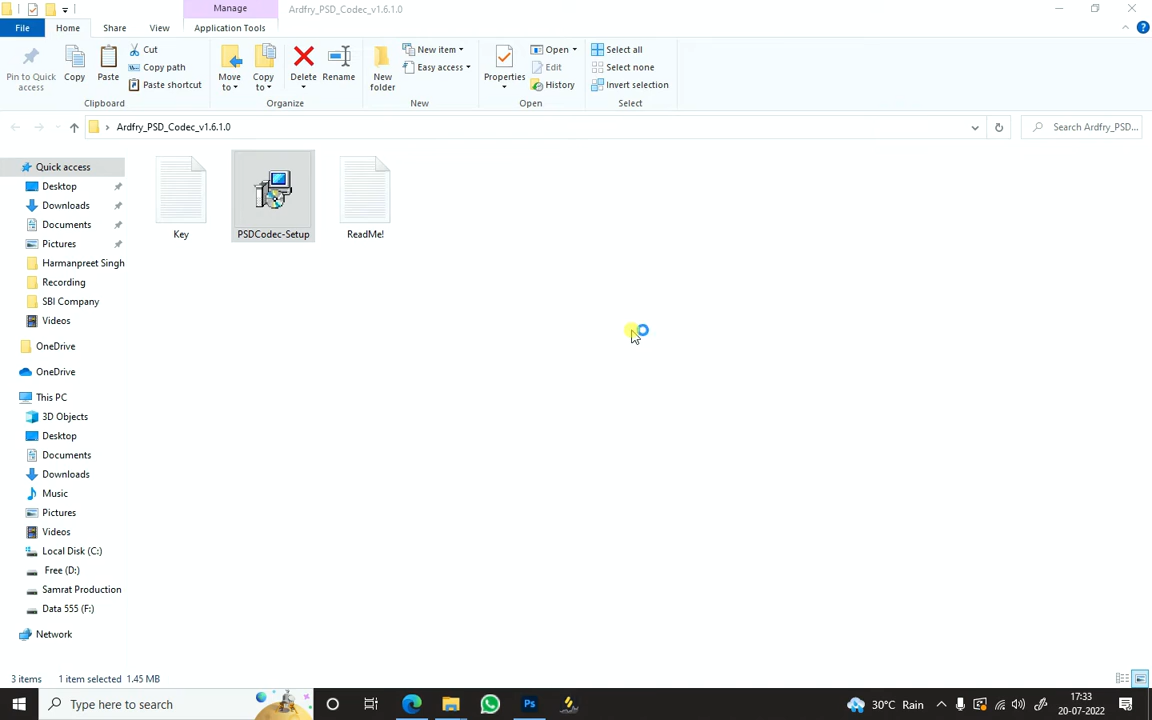 Manage
Ardfry_PSD_Codec_v1.6.1.0
File
Home
Share
View
Application Tools
Pin to Quick access
Copy
Paste
Cut
Copy path
Paste shortcut
Clipboard
Move to
Copy to
Delete
Rename
Organize
New folder
New item
Easy access
New
Properties
Open
Edit
History
Open
Select all
Select none
Invert selection
Select
Ardfry_PSD_Codec_v1.6.1.0
Search Ardfry_PSD...
Quick access
Desktop
Downloads
Documents
Pictures
Harmanpreet Singh
Recording
SBI Company
Videos
OneDrive
OneDrive
This PC
3D Objects
Desktop
Documents
Downloads
Music
Pictures
Videos
Local Disk (C:)
Free (D:)
Samrat Production
Data 555 (F:)
Network
Key
PSDCodec-Setup
ReadMe!
3 items
1 item selected 1.45 MB
Type here to search
Ps
30°C Rain
17:33
20-07-2022